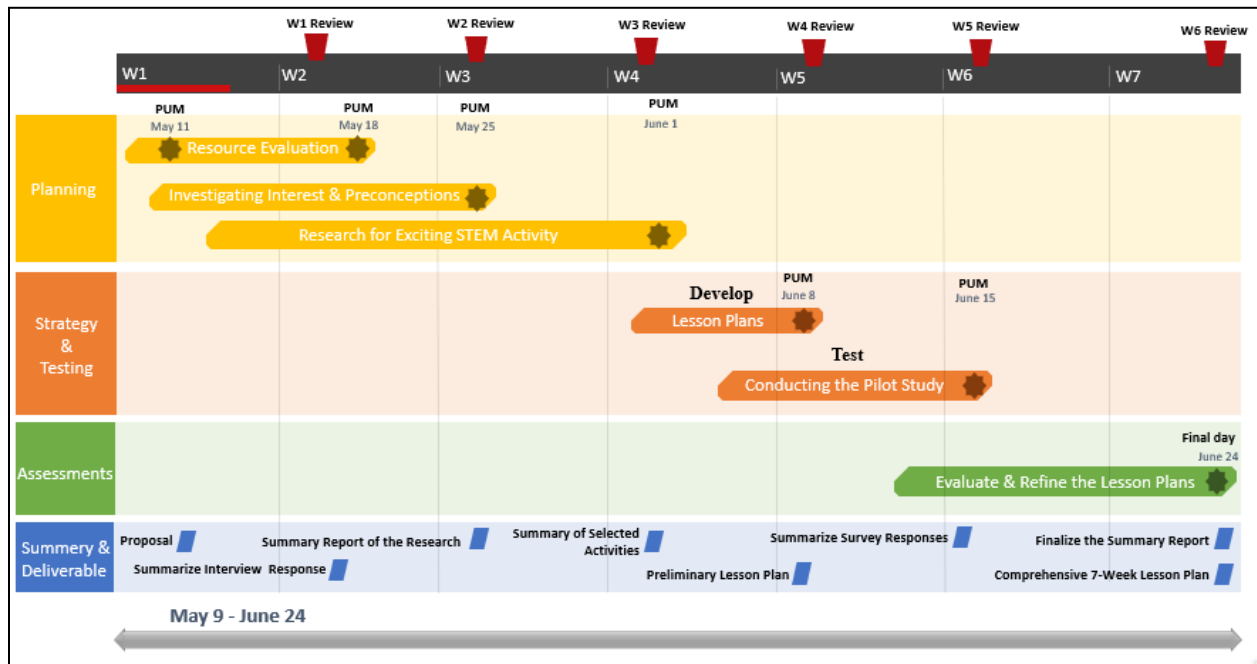 W1 Review
W2 Review
W3 Review
W4 Review
W5 Review
W6 Review
W1
W2
W3
W4
W5
W6
W7
Planning
PUM
May 11
PUM
May 18
PUM
May 25
PUM
June 1
Resource Evaluation
Investigating Interest & Preconceptions
Research for Exciting STEM Activity
Strategy
&
Testing
Develop
PUM
June 8
PUM
June 15
Lesson Plans
Test
Conducting the Pilot Study
Assessments
Final day
June 24
Evaluate & Refine the Lesson Plans
Summery &
Deliverable
Proposal
Summary Report of the Research
Summary of Selected
Activities
Summarize Survey Responses
Finalize the Summary Report
Summarize Interview Response
Preliminary Lesson Plan
Comprehensive 7-Week Lesson Plan
May 9 - June 24